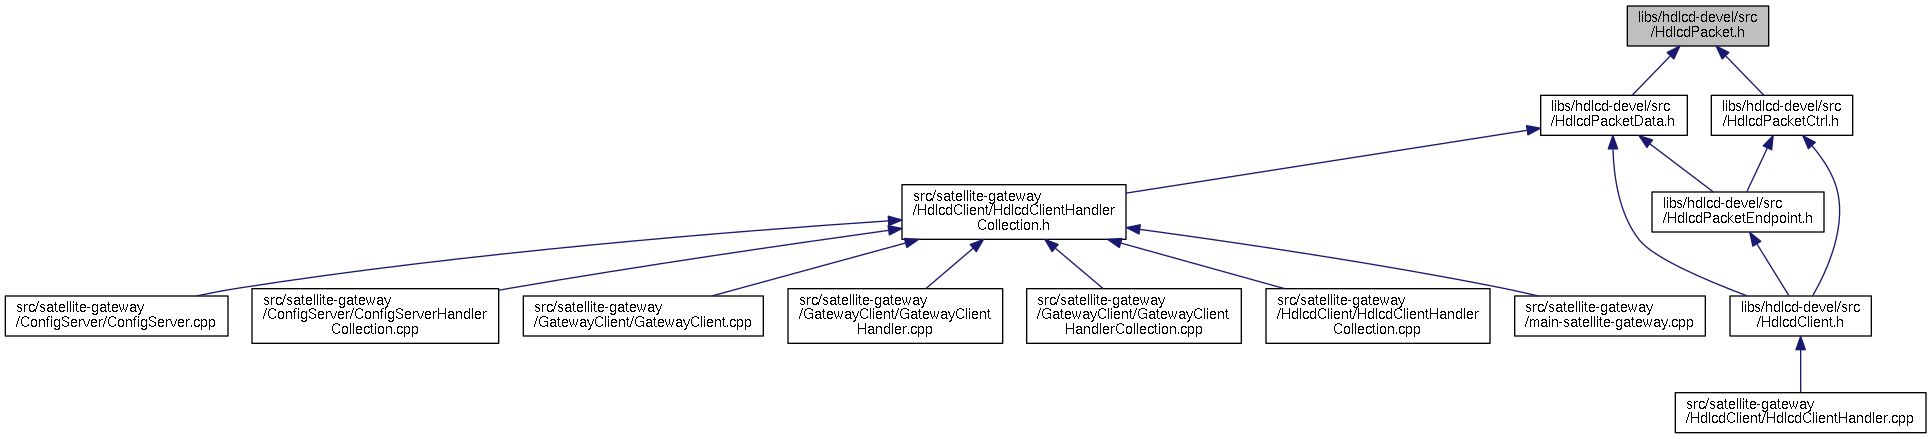 libs/hdlcd-devel/src
/HdlcdPacket.h
libs/hdlcd-devel/src
/HdlcdPacketData.h
libs/hdlcd-devel/src
/HdlcdPacketCtrl.h
src/satellite-gateway
/HdlcdClient/HdlcdClientHandler
Collection.h
libs/hdlcd-devel/src
/HdlcdPacketEndpoint.h
src/satellite-gateway
/ConfigServer/ConfigServer.cpp
src/satellite-gateway
/ConfigServer/ConfigServerHandler
Collection.cpp
src/satellite-gateway
/GatewayClient/GatewayClient.cpp
src/satellite-gateway
/GatewayClient/GatewayClient
Handler.cpp
src/satellite-gateway
/GatewayClient/GatewayClient
HandlerCollection.cpp
src/satellite-gateway
/HdlcdClient/HdlcdClientHandler
Collection.cpp
src/satellite-gateway
/main-satellite-gateway.cpp
libs/hdlcd-devel/src
/HdlcdClient.h
src/satellite-gateway
/HdlcdClient/HdlcdClientHandler.cpp